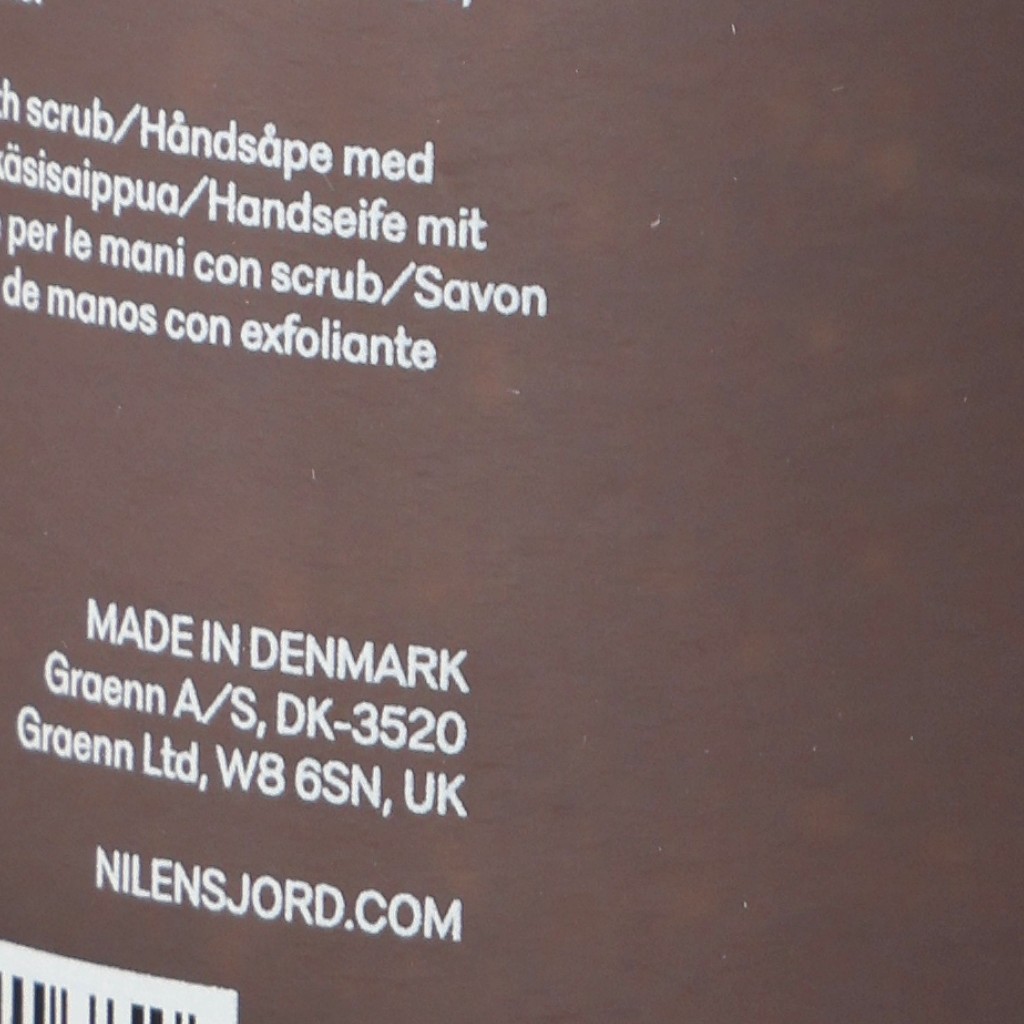 scrub/Håndsåpe med
käsisaippua/Handseife mit
per le mani con scrub/Savon
de manos con exfoliante
MADE IN DENMARK
Graenn A/S, DK-3520
Graenn Ltd, W8 6SN, UK
NILENSJORD.COM